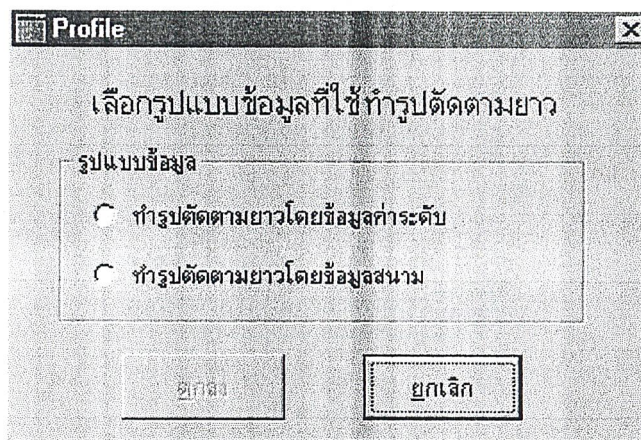 Profile
เลือกรูปแบบข้อมูลที่ใช้ทำรูปตัดตามยาว
รูปแบบข้อมูล
ทำรูปตัดตามยาวโดยข้อมูลค่าระดับ
ทำรูปตัดตามยาวโดยข้อมูลสนาม
ตกลง
ยกเลิก